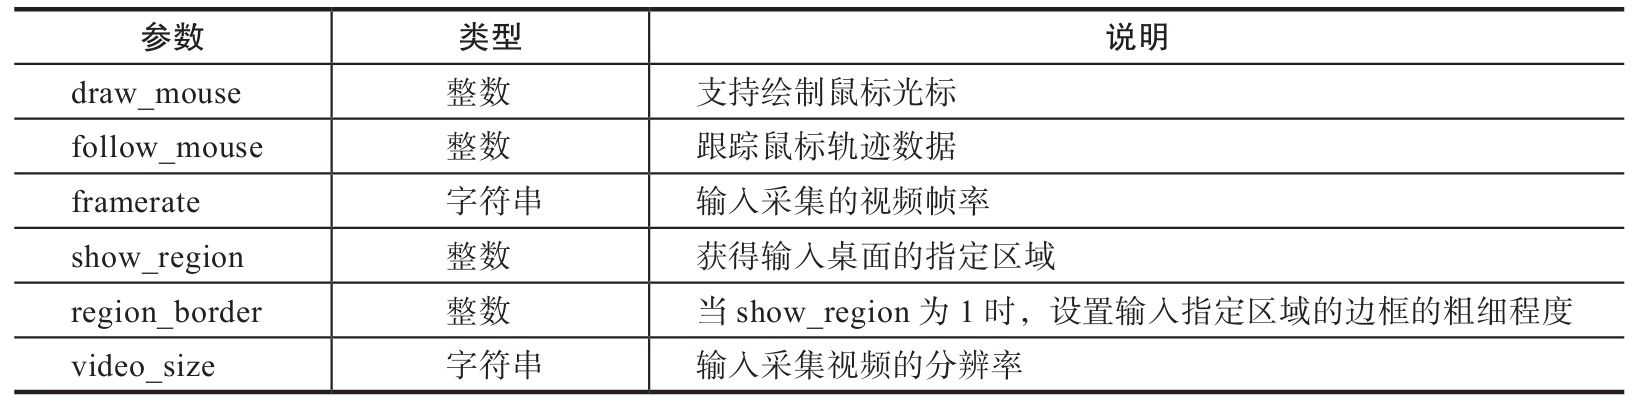 参数 类型 说明
draw_mouse 整数 支持绘制鼠标光标
follow_mouse 整数 跟踪鼠标轨迹数据
framerate 字符串 输入采集的视频帧率
show_region 整数 获得输入桌面的指定区域
region_border 整数 当 show_region 为 1 时，设置输入指定区域的边框的粗细程度
video_size 字符串 输入采集视频的分辨率